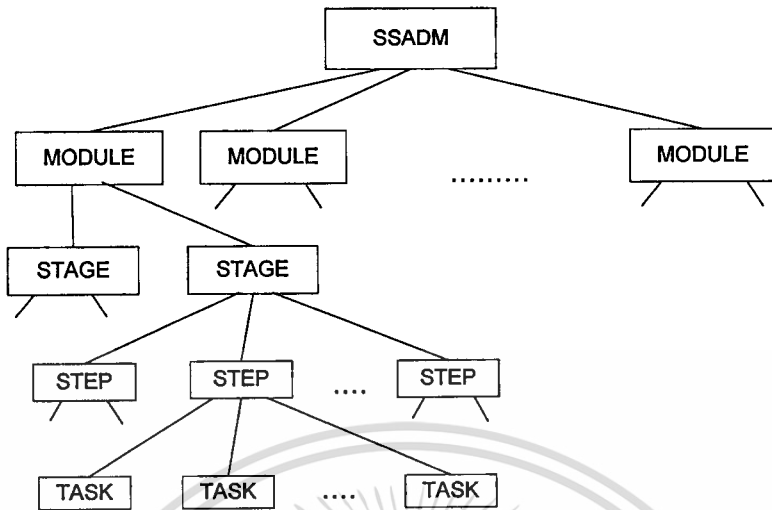 SSADM
MODULE MODULE ......... MODULE
STAGE STAGE
STEP STEP .... STEP
TASK TASK .... TASK